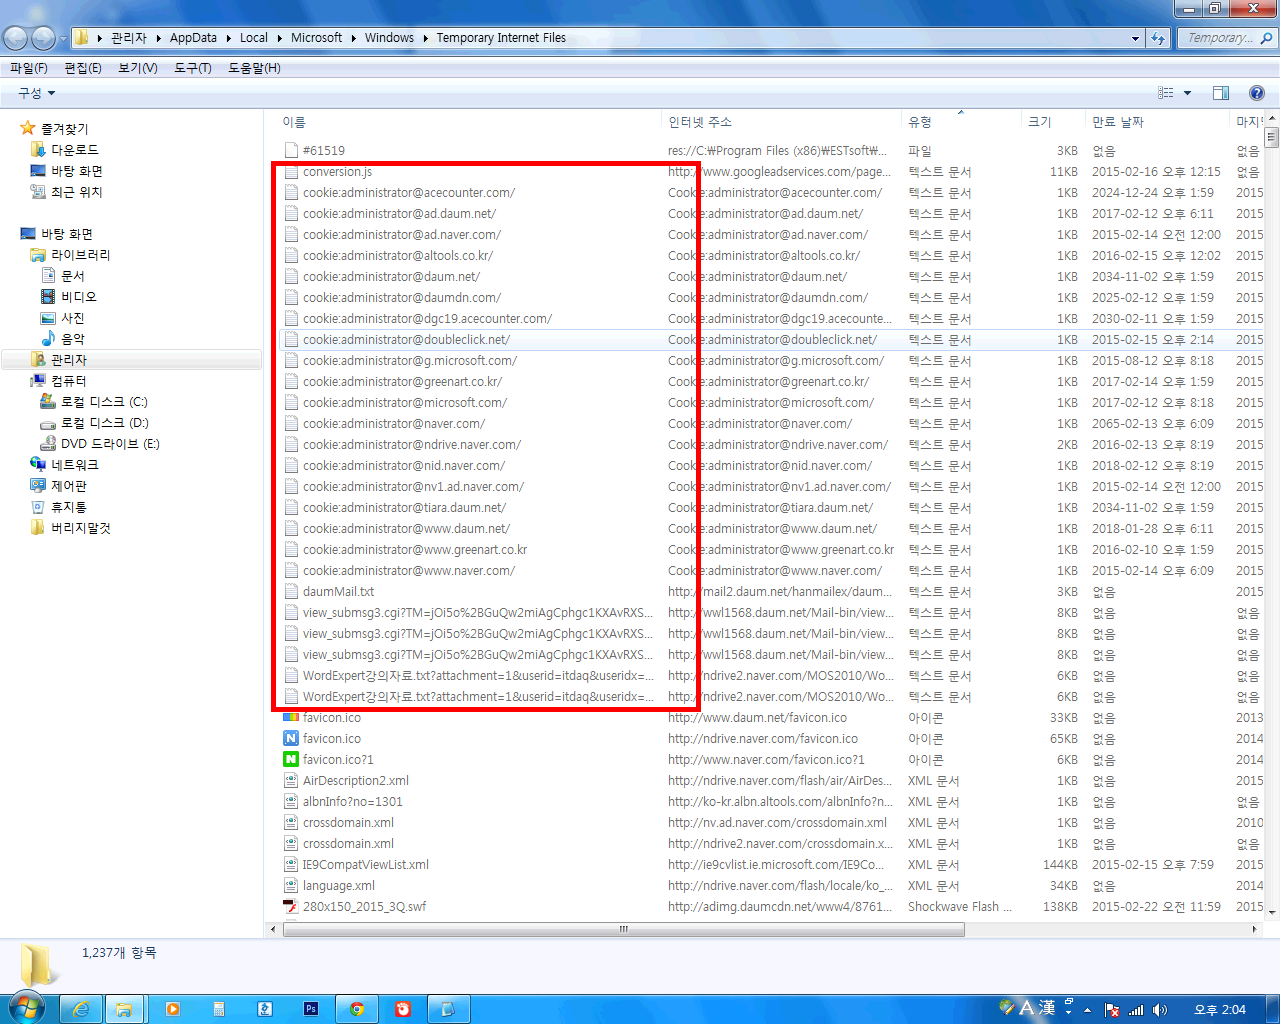 관리자 ▸ AppData ▸ Local ▸ Microsoft ▸ Windows ▸ Temporary Internet Files
Temporary...
파일(F) 편집(E) 보기(V) 도구(T) 도움말(H)
구성
즐겨찾기
다운로드
바탕 화면
최근 위치
바탕 화면
라이브러리
문서
비디오
사진
음악
관리자
컴퓨터
로컬 디스크 (C:)
로컬 디스크 (D:)
DVD 드라이브 (E:)
네트워크
제어판
휴지통
버리지말것
이름 인터넷 주소 유형 크기 만료 날짜 마지
#61519 res://C:₩Program Files (x86)₩ESTsoft₩... 파일 3KB 없음 없음
conversion.js http://www.googleadservices.com/page... 텍스트 문서 11KB 2015-02-16 오후 12:15 없음
cookie:administrator@acecounter.com/ Cookie:administrator@acecounter.com/ 텍스트 문서 1KB 2024-12-24 오후 1:59 2015
cookie:administrator@ad.daum.net/ Cookie:administrator@ad.daum.net/ 텍스트 문서 1KB 2017-02-12 오후 6:11 2015
cookie:administrator@ad.naver.com/ Cookie:administrator@ad.naver.com/ 텍스트 문서 1KB 2015-02-14 오전 12:00 2015
cookie:administrator@altools.co.kr/ Cookie:administrator@altools.co.kr/ 텍스트 문서 1KB 2016-02-15 오후 12:02 2015
cookie:administrator@daum.net/ Cookie:administrator@daum.net/ 텍스트 문서 1KB 2034-11-02 오후 1:59 2015
cookie:administrator@daumdn.com/ Cookie:administrator@daumdn.com/ 텍스트 문서 1KB 2025-02-12 오후 1:59 2015
cookie:administrator@dgc19.acecounter.com/ Cookie:administrator@dgc19.acecounte... 텍스트 문서 1KB 2030-02-11 오후 1:59 2015
cookie:administrator@doubleclick.net/ Cookie:administrator@doubleclick.net/ 텍스트 문서 1KB 2015-02-15 오후 2:14 2015
cookie:administrator@g.microsoft.com/ Cookie:administrator@g.microsoft.com/ 텍스트 문서 1KB 2015-08-12 오후 8:18 2015
cookie:administrator@greenart.co.kr/ Cookie:administrator@greenart.co.kr/ 텍스트 문서 1KB 2017-02-14 오후 1:59 2015
cookie:administrator@microsoft.com/ Cookie:administrator@microsoft.com/ 텍스트 문서 1KB 2017-02-12 오후 8:18 2015
cookie:administrator@naver.com/ Cookie:administrator@naver.com/ 텍스트 문서 1KB 2065-02-13 오후 6:09 2015
cookie:administrator@ndrive.naver.com/ Cookie:administrator@ndrive.naver.com/ 텍스트 문서 2KB 2016-02-13 오후 8:19 2015
cookie:administrator@nid.naver.com/ Cookie:administrator@nid.naver.com/ 텍스트 문서 1KB 2018-02-12 오후 8:19 2015
cookie:administrator@nv1.ad.naver.com/ Cookie:administrator@nv1.ad.naver.com/ 텍스트 문서 1KB 2015-02-14 오전 12:00 2015
cookie:administrator@tiara.daum.net/ Cookie:administrator@tiara.daum.net/ 텍스트 문서 1KB 2034-11-02 오후 1:59 2015
cookie:administrator@www.daum.net/ Cookie:administrator@www.daum.net/ 텍스트 문서 1KB 2018-01-28 오후 6:11 2015
cookie:administrator@www.greenart.co.kr Cookie:administrator@www.greenart.co.kr 텍스트 문서 1KB 2016-02-10 오후 1:59 2015
cookie:administrator@www.naver.com/ Cookie:administrator@www.naver.com/ 텍스트 문서 1KB 2015-02-14 오후 6:09 2015
daumMail.txt http://mail2.daum.net/hanmailex/daum... 텍스트 문서 3KB 없음 2015
view_submsg3.cgi?TM=jOi5o%2BGuQw2miAgCphgc1KXAvRXS... http://wwl1568.daum.net/Mail-bin/view... 텍스트 문서 8KB 없음 없음
view_submsg3.cgi?TM=jOi5o%2BGuQw2miAgCphgc1KXAvRXS... http://wwl1568.daum.net/Mail-bin/view... 텍스트 문서 8KB 없음 없음
view_submsg3.cgi?TM=jOi5o%2BGuQw2miAgCphgc1KXAvRXS... http://wwl1568.daum.net/Mail-bin/view... 텍스트 문서 8KB 없음 없음
WordExpert강의자료.txt?attachment=1&userid=itdaq&useridx=... http://ndrive2.naver.com/MOS2010/Wo... 텍스트 문서 6KB 없음 2015
WordExpert강의자료.txt?attachment=1&userid=itdaq&useridx=... http://ndrive2.naver.com/MOS2010/Wo... 텍스트 문서 6KB 없음 2015
favicon.ico http://www.daum.net/favicon.ico 아이콘 33KB 없음 2013
favicon.ico http://ndrive.naver.com/favicon.ico 아이콘 65KB 없음 2014
favicon.ico?1 http://www.naver.com/favicon.ico?1 아이콘 6KB 없음 2014
AirDescription2.xml http://ndrive.naver.com/flash/air/AirDes... XML 문서 1KB 없음 2015
albnInfo?no=1301 http://ko-kr.albn.altools.com/albnInfo?n... XML 문서 1KB 없음 없음
crossdomain.xml http://nv.ad.naver.com/crossdomain.xml XML 문서 1KB 없음 2010
crossdomain.xml http://ndrive2.naver.com/crossdomain.x... XML 문서 1KB 없음 없음
IE9CompatViewList.xml http://ie9cvlist.ie.microsoft.com/IE9Co... XML 문서 144KB 2015-02-15 오후 7:59 2015
language.xml http://ndrive.naver.com/flash/locale/ko_... XML 문서 34KB 없음 2014
280x150_2015_3Q.swf http://adimg.daumcdn.net/www4/8761... Shockwave Flash ... 138KB 2015-02-22 오전 11:59 2015
1,237개 항목
Ps
A 漢
오후 2:04